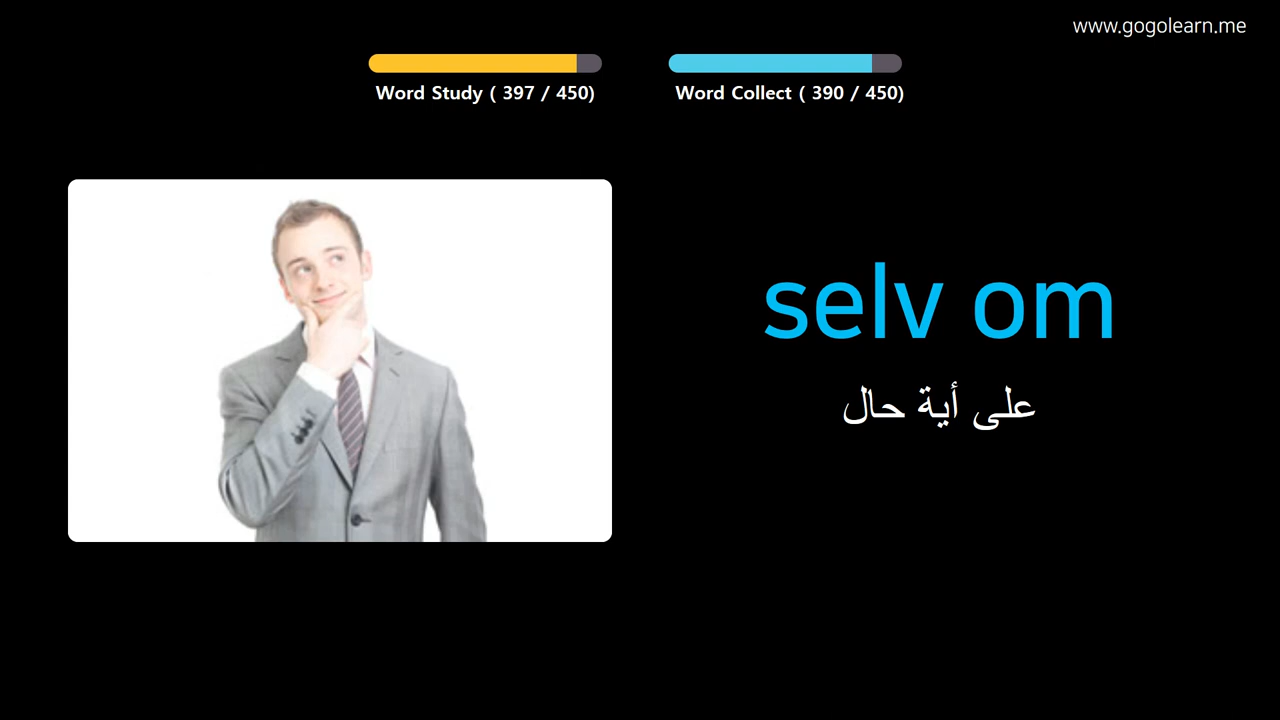 www.gogolearn.me
Word Study ( 397 / 450)
Word Collect ( 390 / 450)
selv om
على أية حال